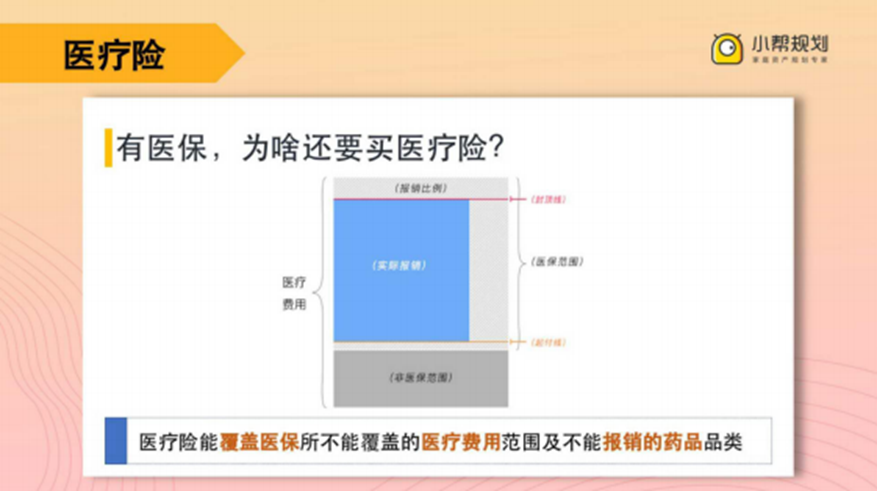 医疗险
小帮规划
家庭资产规划专家
有医保，为啥还要买医疗险？
（报销比例）
（封顶线）
（实际报销）
（医保范围）
医疗
费用
（起付线）
（非医保范围）
医疗险能覆盖医保所不能覆盖的医疗费用范围及不能报销的药品品类